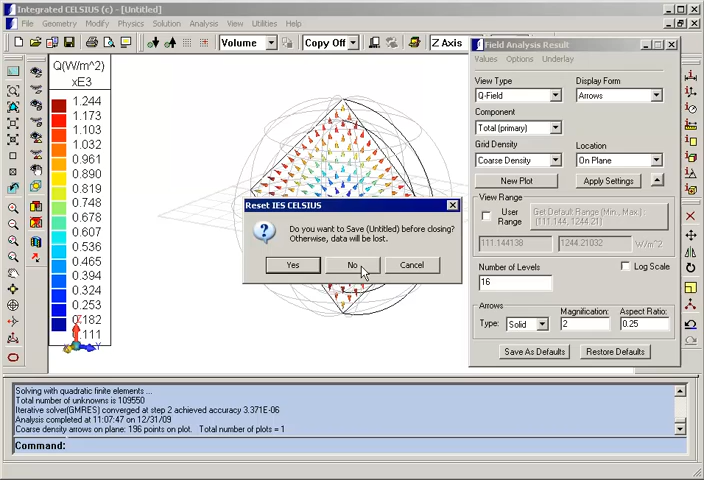 Integrated CELSIUS (c) - [Untitled]
File Geometry Modify Physics Solution Analysis View Utilities Help
Volume Copy Off Z Axis
Q(W/m^2)
xE3
1.244
1.173
1.103
1.032
0.961
0.890
0.819
0.748
0.678
0.607
0.536
0.465
0.394
0.324
0.253
0.182
0.111
Z
X
Y
Field Analysis Result
Values Options Underlay
View Type
Display Form
Q-Field
Arrows
Component
Total (primary)
Grid Density
Location
Coarse Density
On Plane
New Plot
Apply Settings
View Range
User
Range
Get Default Range (Min , Max.) :
(111.144, 1244.21)
111.144138
1244.21032
W/m^2
Number of Levels
Log Scale
16
Arrows
Type:
Solid
Magnification:
2
Aspect Ratio:
0.25
Save As Defaults
Restore Defaults
Reset IES CELSIUS
Do you want to Save (Untitled) before closing?
Otherwise, data will be lost.
Yes
No
Cancel
Solving with quadratic finite elements ...
Total number of unknowns is 109550
Iterative solver(GMRES) converged at step 2 achieved accuracy 3.371E-06
Analysis completed at 11:07:47 on 12/31/09
Coarse density arrows on plane: 196 points on plot. Total number of plots = 1
Command: